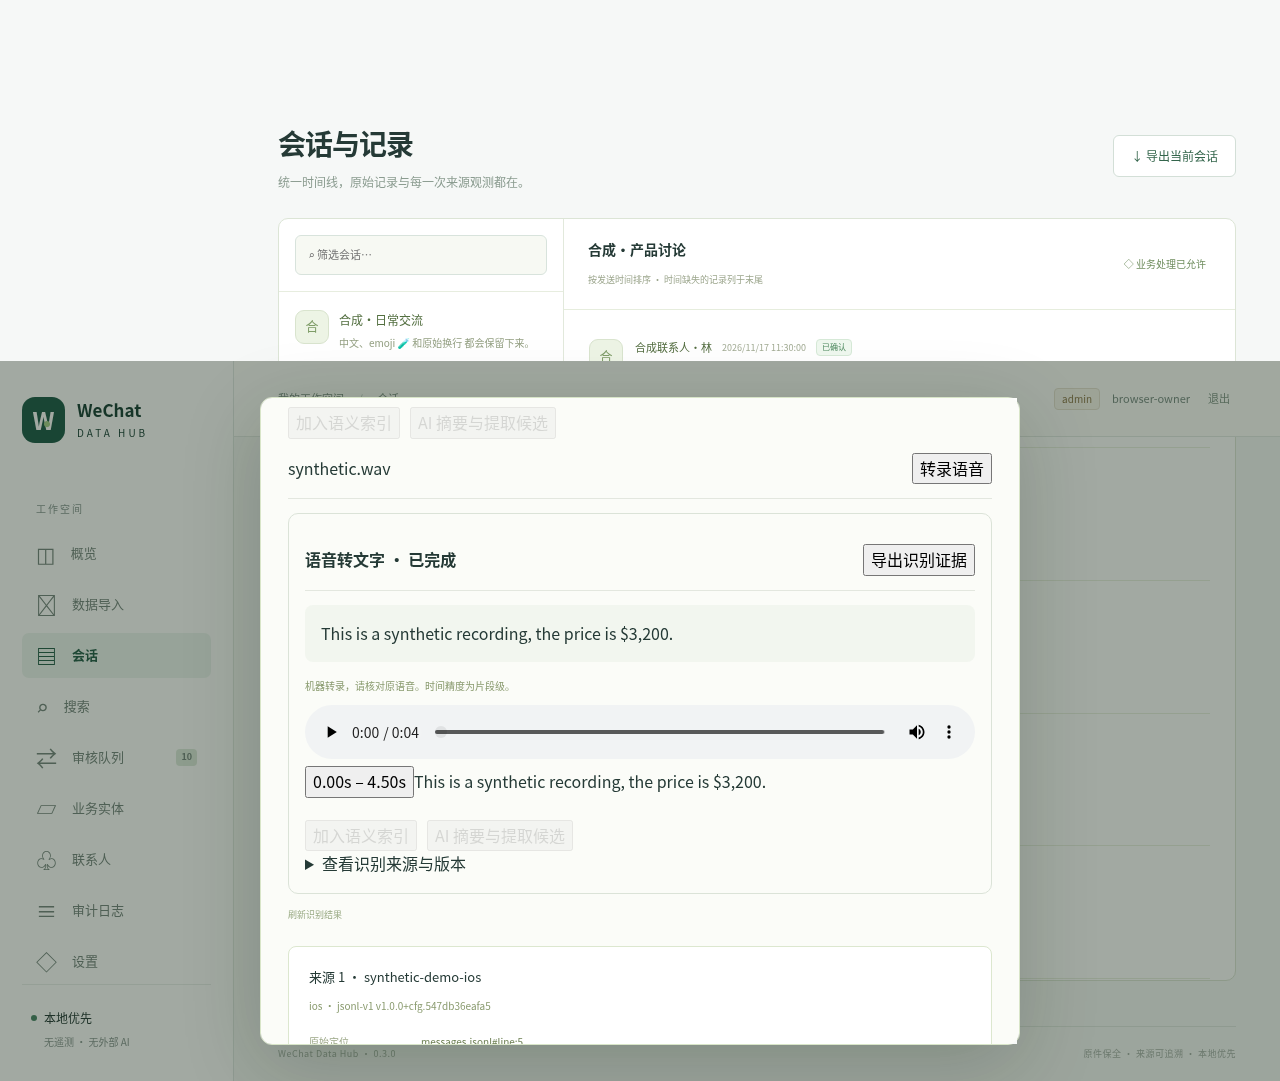 会话与记录
统一时间线，原始记录与每一次来源观测都在。
↓ 导出当前会话
⌕ 筛选会话…
合成 · 产品讨论
按发送时间排序 · 时间缺失的记录列于末尾
◇ 业务处理已允许
合
合成 · 日常交流
中文、emoji 🧪 和原始换行 都会保留下来。
合
合成联系人 · 林 2026/11/17 11:30:00 已确认
W
WeChat
DATA HUB
admin browser-owner 退出
工作空间
概览
数据导入
会话
搜索
审核队列 10
业务实体
联系人
审计日志
设置
本地优先
无遥测 · 无外部 AI
加入语义索引 AI 摘要与提取候选
synthetic.wav 转录语音
语音转文字 · 已完成 导出识别证据
This is a synthetic recording, the price is $3,200.
机器转录，请核对原语音。时间精度为片段级。
0:00 / 0:04
0.00s – 4.50s This is a synthetic recording, the price is $3,200.
加入语义索引 AI 摘要与提取候选
▶ 查看识别来源与版本
刷新识别结果
来源 1 · synthetic-demo-ios
ios · jsonl-v1 v1.0.0+cfg.547db36eafa5
原始定位 messages.jsonl#line:5
WeChat Data Hub · 0.3.0
原件保全 · 来源可追溯 · 本地优先